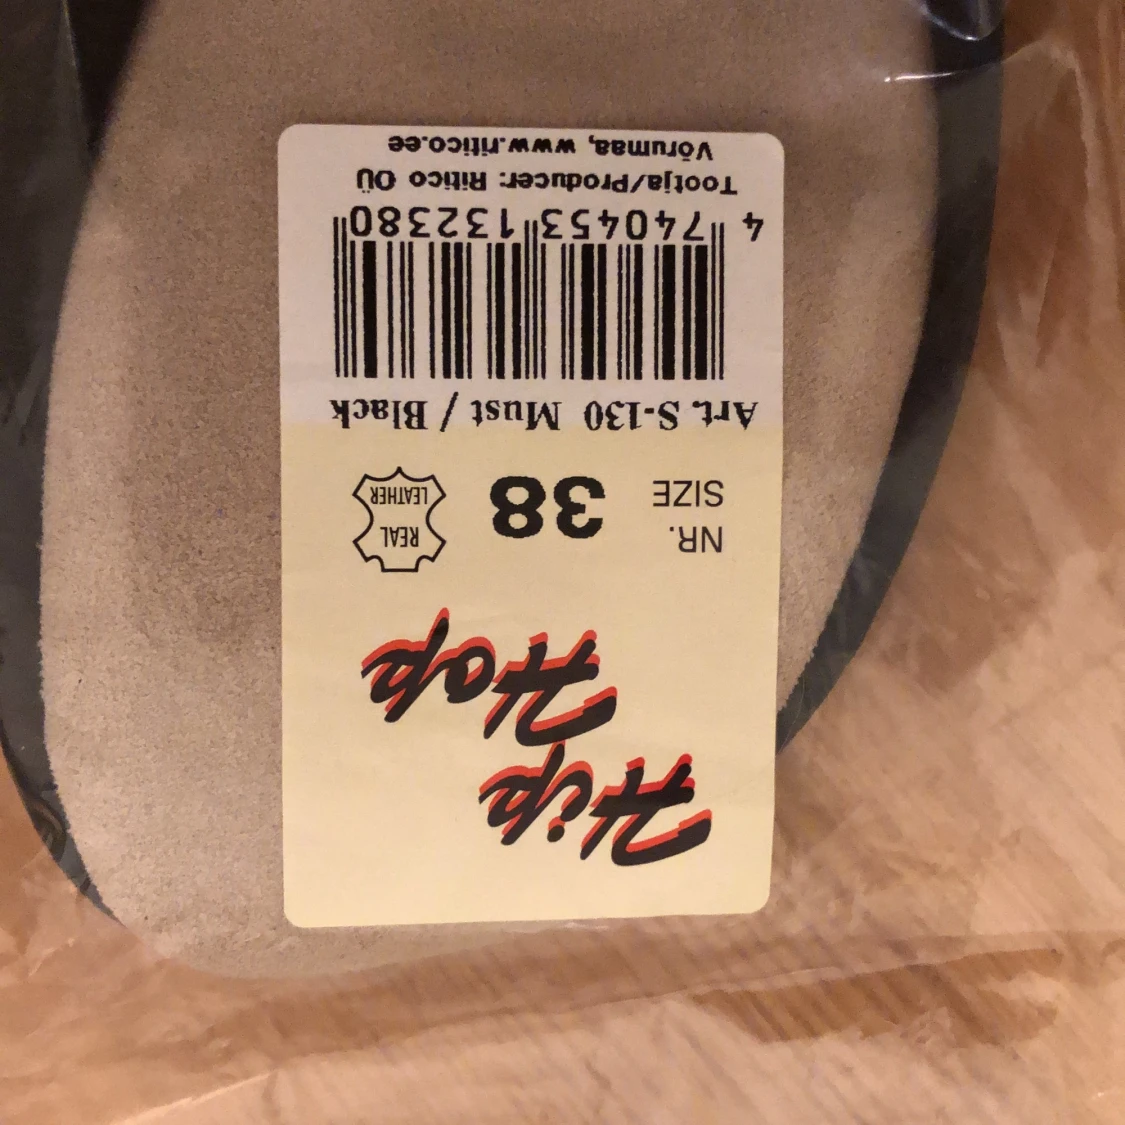 Hip
Hop
NR.
SIZE
38
REAL
LEATHER
Art. S-130 Must / Black
4 740453 132380
Tootja/Producer: Ritico OÜ
Võrumaa, www.ritico.ee